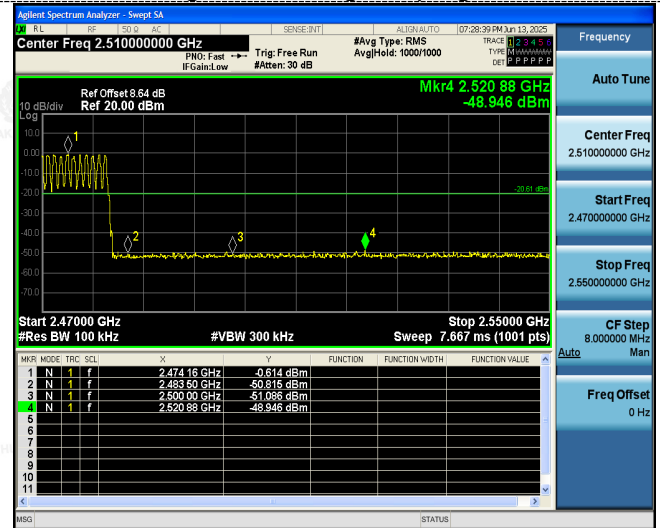 Agilent Spectrum Analyzer - Swept SA
RL RF 50 Ω AC SENSE:INT ALIGN AUTO 07:28:39 PM Jun 13, 2025
Center Freq 2.510000000 GHz
PNO: Fast
IFGain:Low
Trig: Free Run
#Atten: 30 dB
#Avg Type: RMS
Avg|Hold: 1000/1000
TRACE 1 2 3 4 5 6
TYPE M WWWWW
DET P P P P P P
Ref Offset 8.64 dB
10 dB/div Ref 20.00 dBm
Log
Mkr4 2.520 88 GHz
-48.946 dBm
10.0
0.00
-10.0
-20.0
-30.0
-40.0
-50.0
-60.0
-70.0
1
2
3
4
-20.61 dBm
Start 2.47000 GHz Stop 2.55000 GHz
#Res BW 100 kHz #VBW 300 kHz Sweep 7.667 ms (1001 pts)
MKR MODE TRC SCL X Y FUNCTION FUNCTION WIDTH FUNCTION VALUE
1 N 1 f 2.474 16 GHz -0.614 dBm
2 N 1 f 2.483 50 GHz -50.815 dBm
3 N 1 f 2.500 00 GHz -51.086 dBm
4 N 1 f 2.520 88 GHz -48.946 dBm
5
6
7
8
9
10
11
MSG STATUS
Frequency
Auto Tune
Center Freq
2.510000000 GHz
Start Freq
2.470000000 GHz
Stop Freq
2.550000000 GHz
CF Step
8.000000 MHz
Auto Man
Freq Offset
0 Hz